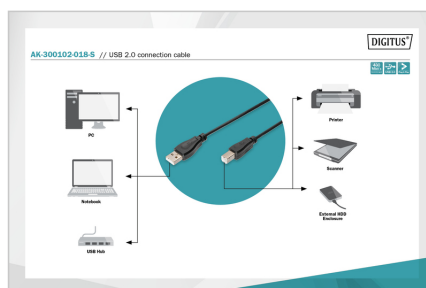 DIGITUS®
AK-300102-018-S // USB 2.0 connection cable
PC
Notebook
USB Hub
Printer
Scanner
External HDD
Enclosure